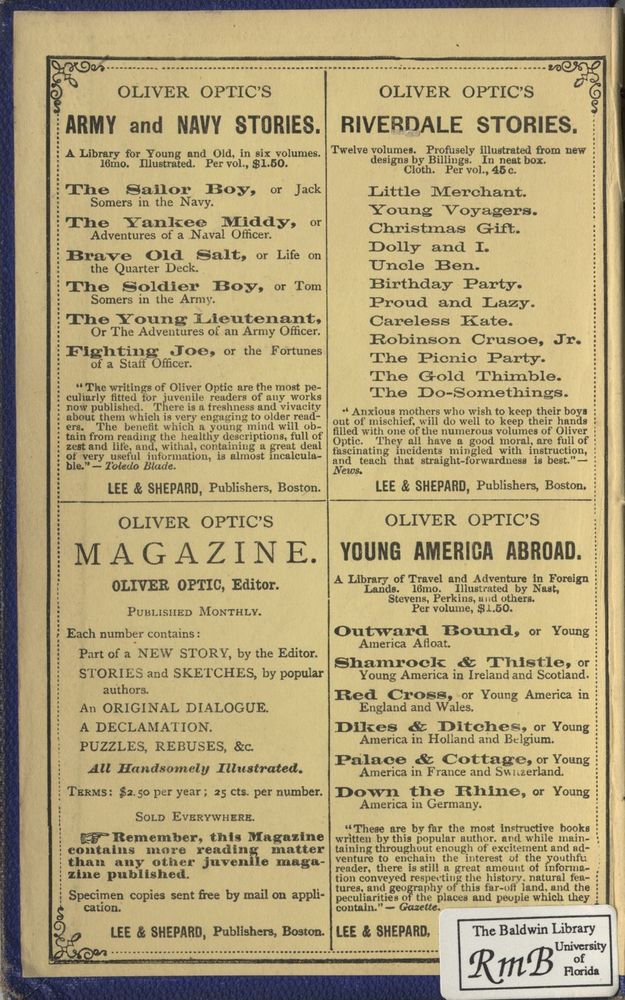 OLIVER OPTIC'S
ARMY and NAVY STORIES.
A Library for Young and Old, in six volumes.
16mo. Illustrated. Per vol., $1.50.
The Sailor Boy, or Jack
Somers in the Navy.
The Yankee Middy, or
Adventures of a Naval Officer.
Brave Old Salt, or Life on
the Quarter Deck.
The Soldier Boy, or Tom
Somers in the Army.
The Young Lieutenant,
Or The Adventures of an Army Officer.
Fighting Joe, or the Fortunes
of a Staff Officer.
"The writings of Oliver Optic are the most pe-
culiarly fitted for juvenile readers of any works
now published. There is a freshness and vivacity
about them which is very engaging to older read-
ers. The benefit which a young mind will ob-
tain from reading the healthy descriptions, full of
zest and life, and, withal, containing a great deal
of very useful information, is almost incalcula-
ble." — Toledo Blade.
LEE & SHEPARD, Publishers, Boston.
OLIVER OPTIC'S
RIVERDALE STORIES.
Twelve volumes. Profusely illustrated from new
designs by Billings. In neat box.
Cloth. Per vol., 45 c.
Little Merchant.
Young Voyagers.
Christmas Gift.
Dolly and I.
Uncle Ben.
Birthday Party.
Proud and Lazy.
Careless Kate.
Robinson Crusoe, Jr.
The Picnic Party.
The Gold Thimble.
The Do-Somethings.
"Anxious mothers who wish to keep their boys
out of mischief, will do well to keep their hands
filled with one of the numerous volumes of Oliver
Optic. They all have a good moral, are full of
fascinating incidents mingled with instruction,
and teach that straight-forwardness is best." —
News.
LEE & SHEPARD, Publishers, Boston.
OLIVER OPTIC'S
MAGAZINE.
OLIVER OPTIC, Editor.
PUBLISHED MONTHLY.
Each number contains:
Part of a NEW STORY, by the Editor.
STORIES and SKETCHES, by popular
authors.
An ORIGINAL DIALOGUE.
A DECLAMATION.
PUZZLES, REBUSES, &c.
All Handsomely Illustrated.
TERMS: $2.50 per year; 25 cts. per number.
SOLD EVERYWHERE.
☞ Remember, this Magazine
contains more reading matter
than any other juvenile maga-
zine published.
Specimen copies sent free by mail on appli-
cation.
LEE & SHEPARD, Publishers, Boston.
OLIVER OPTIC'S
YOUNG AMERICA ABROAD.
A Library of Travel and Adventure in Foreign
Lands. 16mo. Illustrated by Nast,
Stevens, Perkins, and others.
Per volume, $1.50.
Outward Bound, or Young
America Afloat.
Shamrock & Thistle, or
Young America in Ireland and Scotland.
Red Cross, or Young America in
England and Wales.
Dikes & Ditches, or Young
America in Holland and Belgium.
Palace & Cottage, or Young
America in France and Switzerland.
Down the Rhine, or Young
America in Germany.
"These are by far the most instructive books
written by this popular author, and while main-
taining throughout enough of excitement and ad-
venture to enchain the interest of the youthfu
reader, there is still a great amount of informa-
tion conveyed respecting the history, natural fea-
tures, and geography of this far-off land, and the
peculiarities of the places and people which they
contain." — Gazette.
LEE & SHEPARD,
The Baldwin Library
RmB University
of
Florida